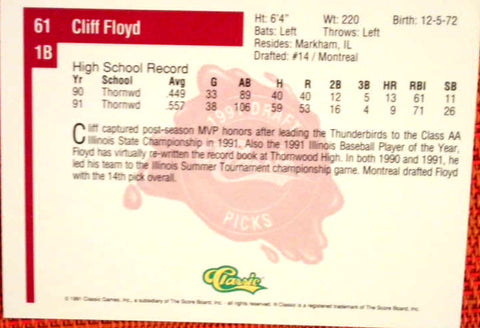 61 Cliff Floyd
1B
Ht: 6'4" Wt: 220 Birth: 12-5-72
Bats: Left Throws: Left
Resides: Markham, IL
Drafted: #14 / Montreal
High School Record
Yr School Avg G AB H R 2B 3B HR RBI SB
90 Thornwd .449 33 89 40 40 12 5 13 61 11
91 Thornwd .557 38 106 59 53 16 4 9 71 26
1991 DRAFT
Cliff captured post-season MVP honors after leading the Thunderbirds to the Class AA
Illinois State Championship in 1991. Also the 1991 Illinois Baseball Player of the Year,
Floyd has virtually re-written the record book at Thornwood High. In both 1990 and 1991, he
led his team to the Illinois Summer Tournament championship game. Montreal drafted Floyd
with the 14th pick overall.
PICKS
Classic
© 1991 Classic Games, Inc., a subsidiary of The Score Board, Inc. - all rights reserved. ® Classic is a registered trademark of The Score Board, Inc.